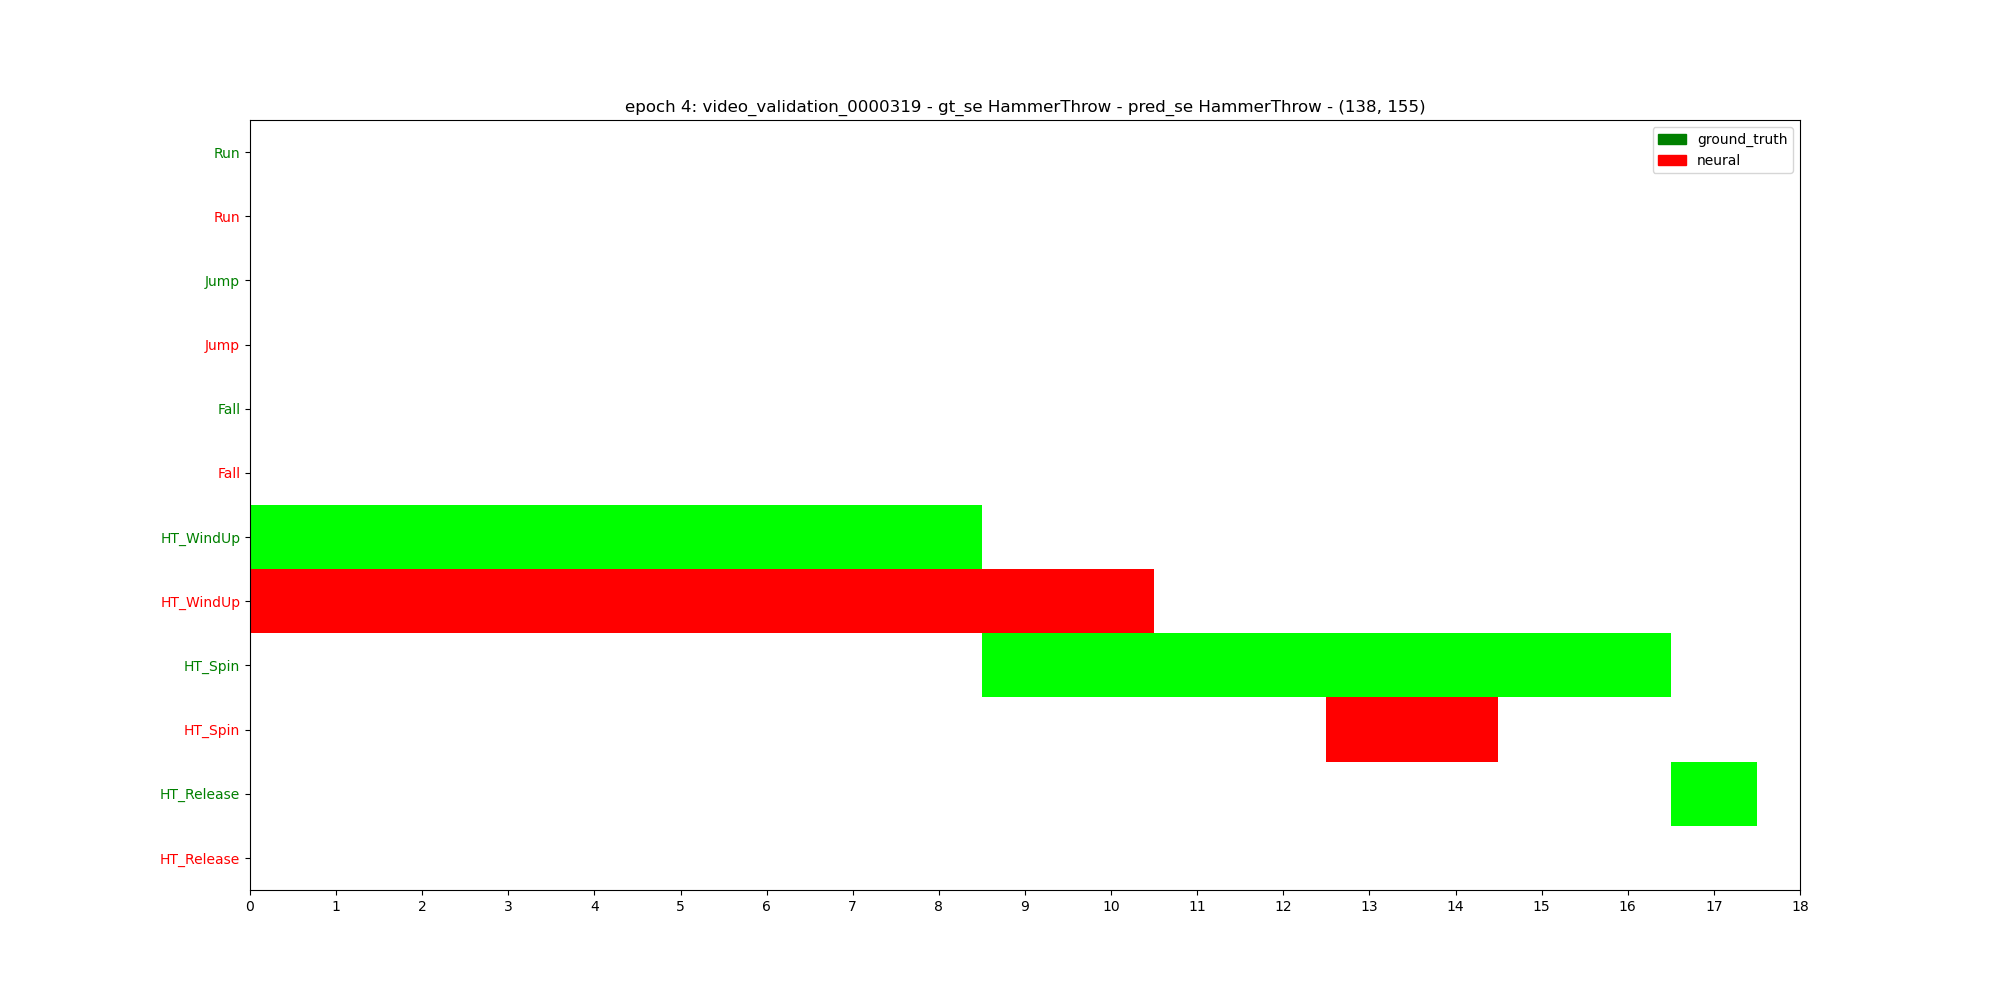 epoch 4: video_validation_0000319 - gt_se HammerThrow - pred_se HammerThrow - (138, 155)
ground_truth
neural
Run
Run
Jump
Jump
Fall
Fall
HT_WindUp
HT_WindUp
HT_Spin
HT_Spin
HT_Release
HT_Release
0 1 2 3 4 5 6 7 8 9 10 11 12 13 14 15 16 17 18